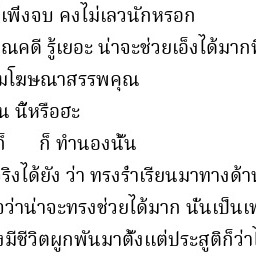 เพิ่งจบ คงไม่เลวนักหรอก
ณคดี รู้เยอะ น่าจะช่วยเอ็งได้มากที
มโฆษณาสรรพคุณ
น นี่หรือฮะ
ก็ ก็ ทำนองนั้น
ริงได้ยัง ว่า ทรงร่ำเรียนมาทางด้าน
ว่าน่าจะทรงช่วยได้มาก นั่นเป็นเพ
มีชีวิตผูกพันมาตั้งแต่ประสูติก็ว่าไ